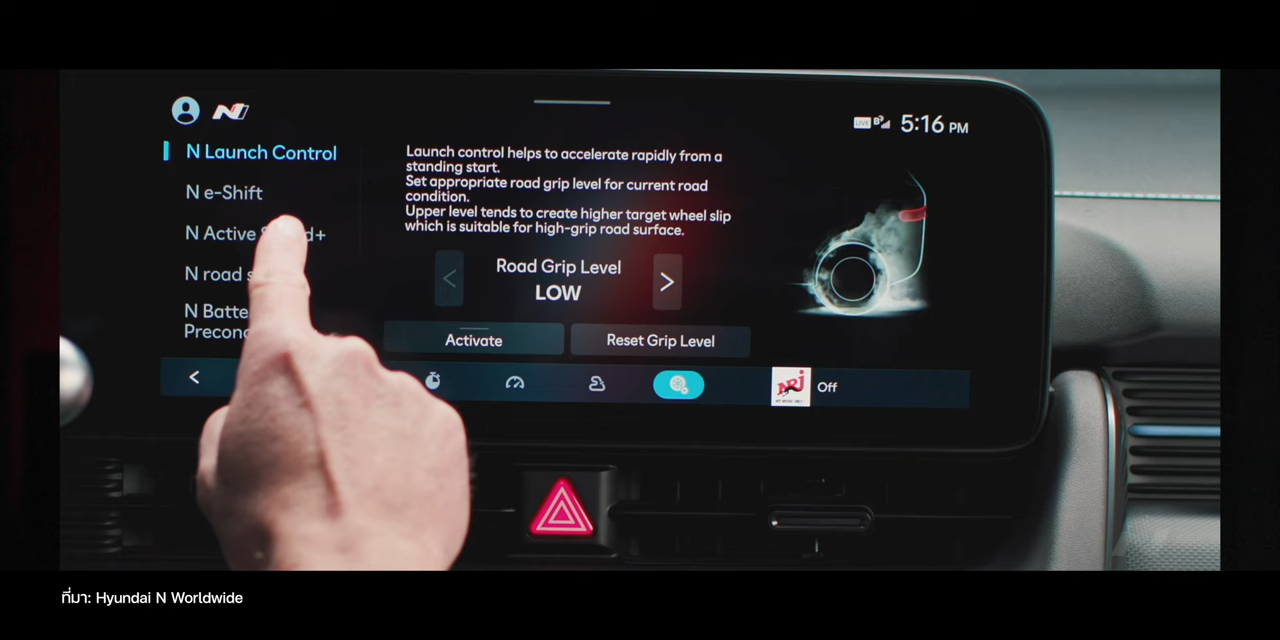 N
LIVE
5:16 PM
N Launch Control
N e-Shift
N Active
N road
N Batte
Precon
Launch control helps to accelerate rapidly from a
standing start.
Set appropriate road grip level for current road
condition.
Upper level tends to create higher target wheel slip
which is suitable for high-grip road surface.
Road Grip Level
LOW
Activate
Reset Grip Level
NRJ
Off
ที่มา: Hyundai N Worldwide